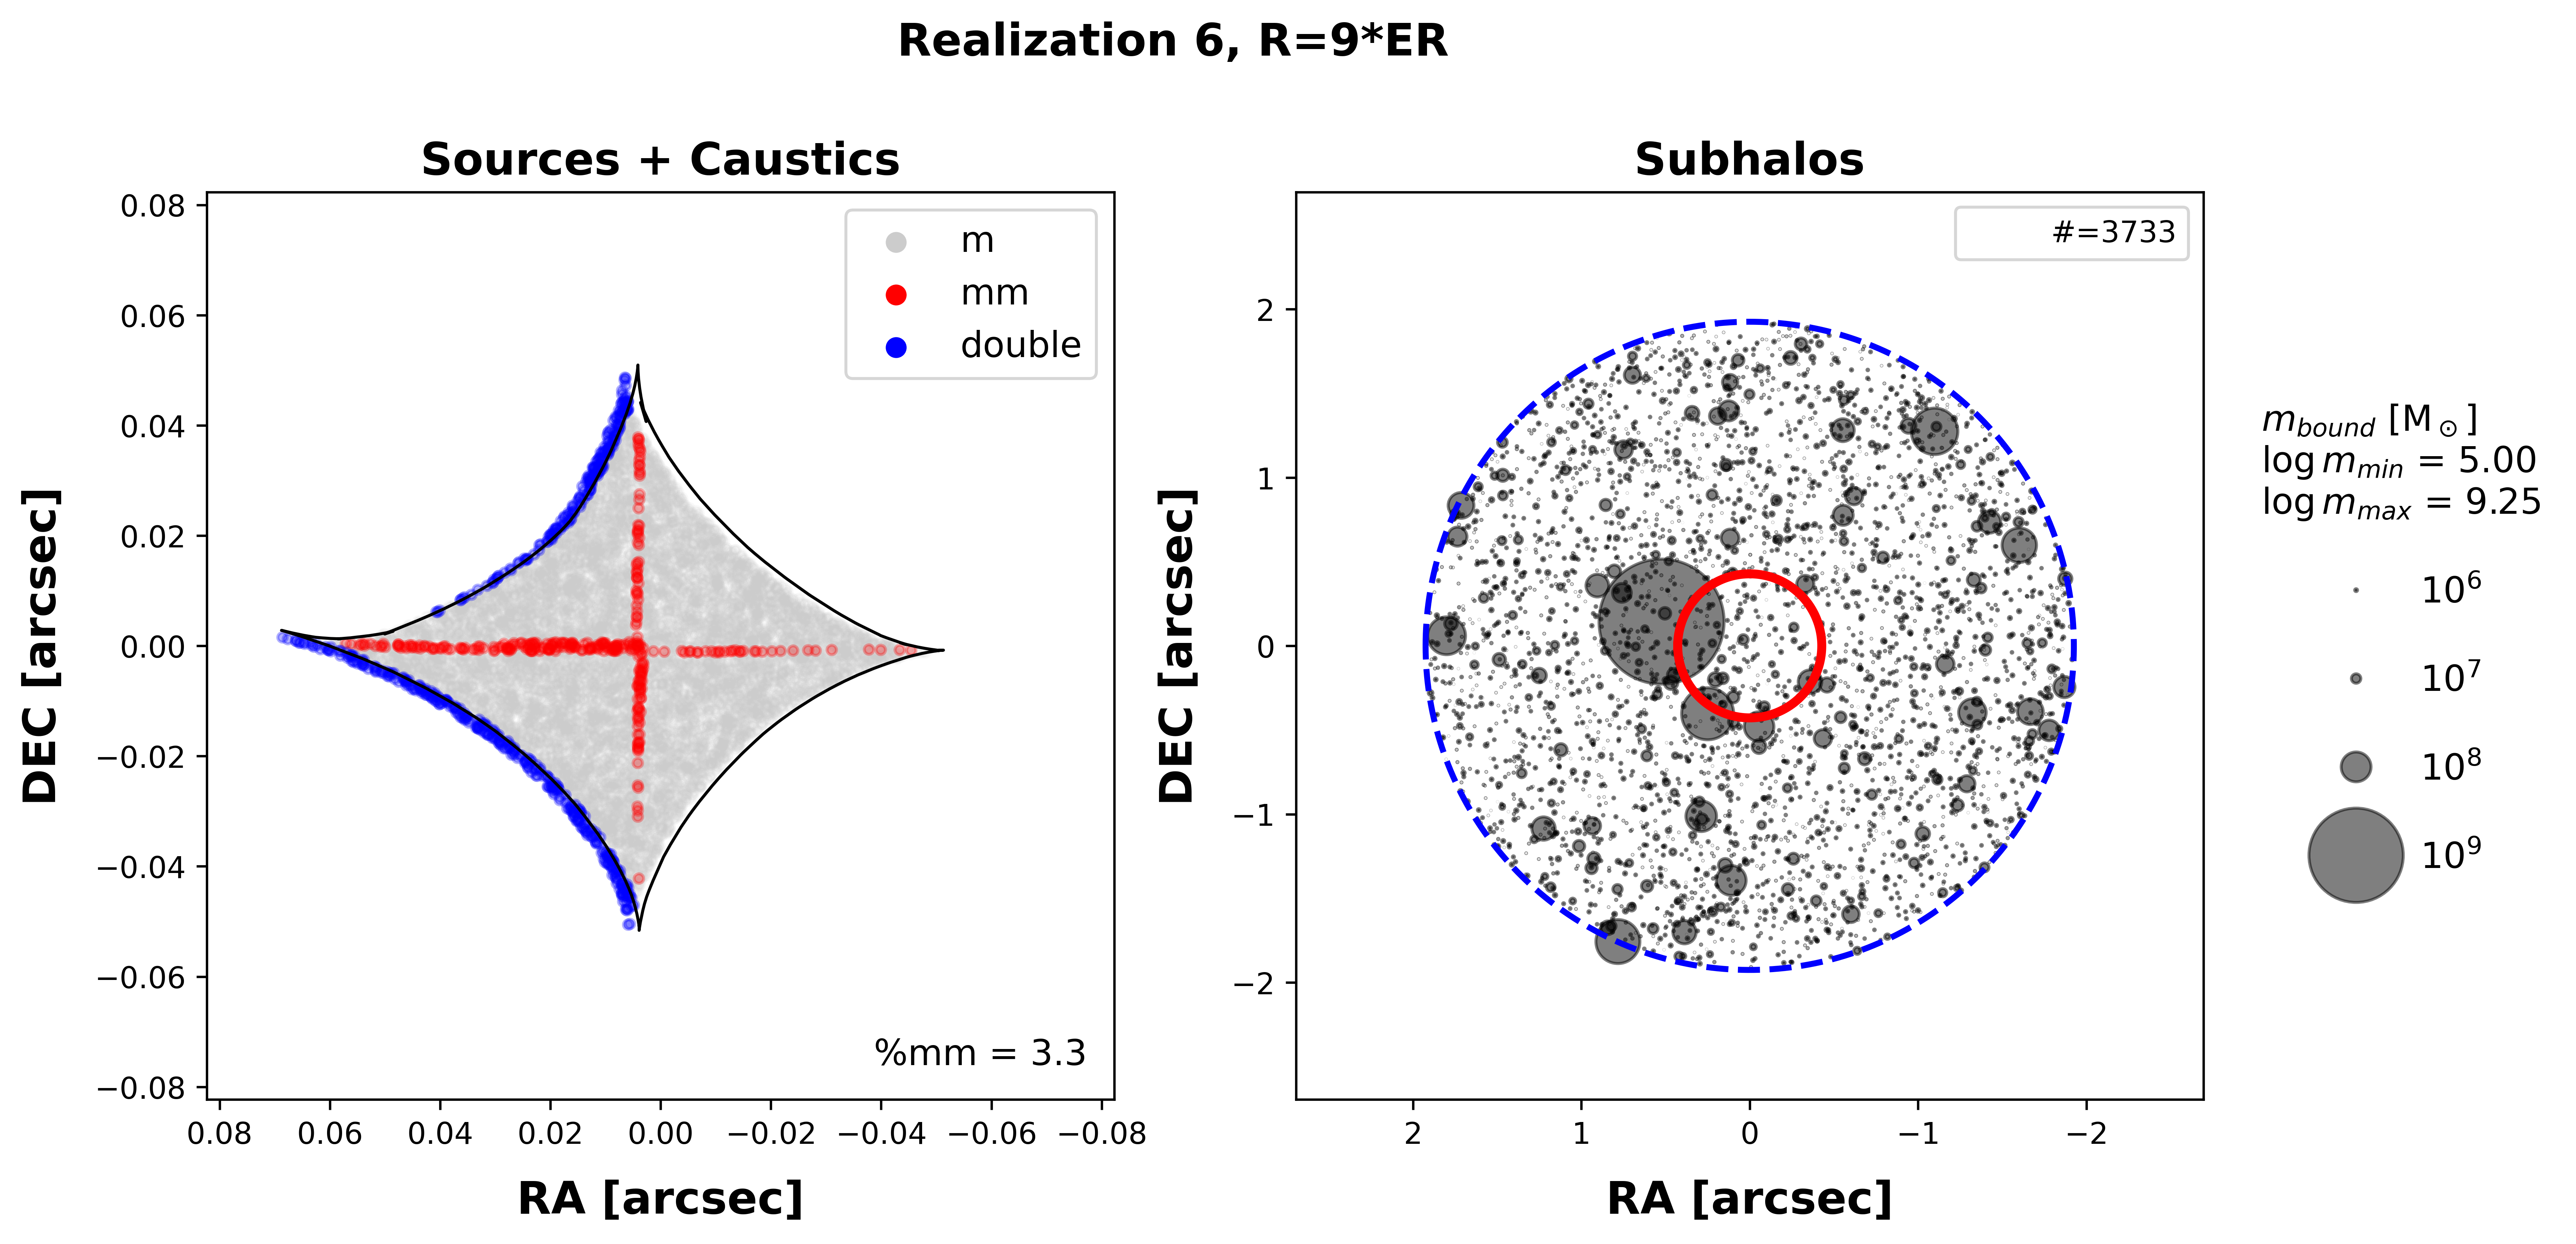 Realization 6, R=9*ER
Sources + Caustics
m
mm
double
0.08
0.06
0.04
0.02
0.00
−0.02
−0.04
−0.06
−0.08
DEC [arcsec]
%mm = 3.3
0.08 0.06 0.04 0.02 0.00 −0.02 −0.04 −0.06 −0.08
RA [arcsec]
Subhalos
#=3733
2
1
0
−1
−2
DEC [arcsec]
2 1 0 −1 −2
RA [arcsec]
m_bound [M_⊙]
log m_min = 5.00
log m_max = 9.25
10^6
10^7
10^8
10^9